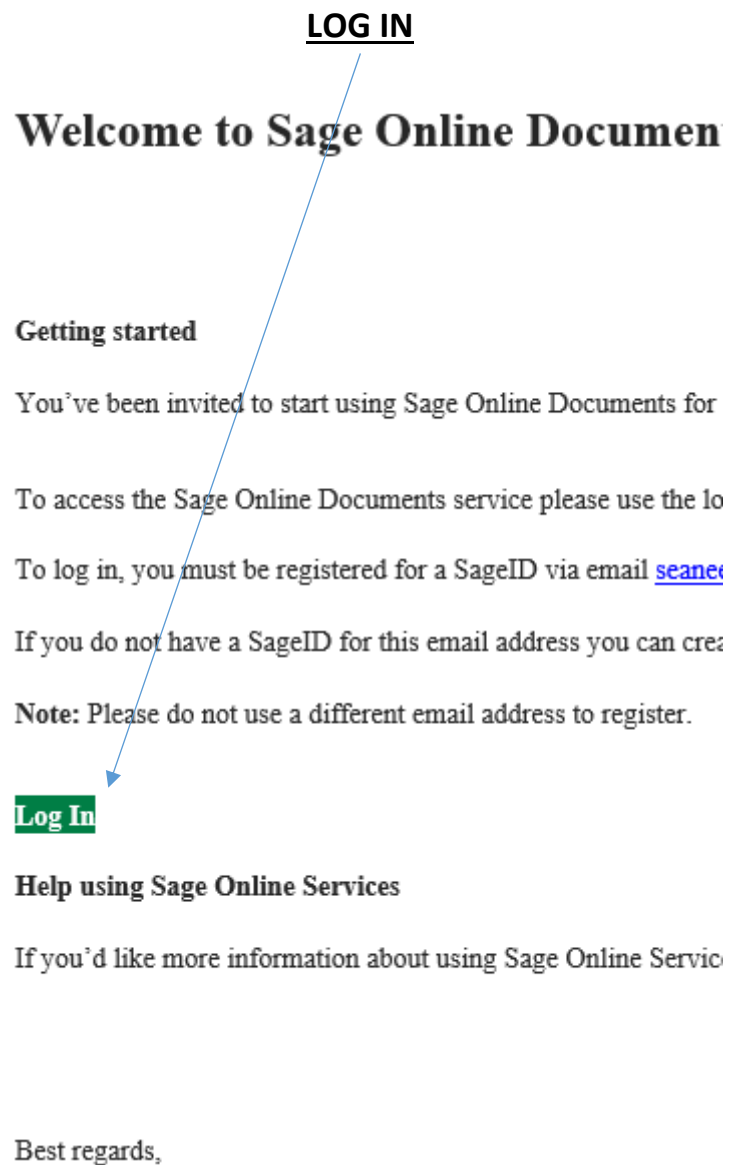 LOG IN
Welcome to Sage Online Documen
Getting started
You've been invited to start using Sage Online Documents for
To access the Sage Online Documents service please use the lo
To log in, you must be registered for a SageID via email seanee
If you do not have a SageID for this email address you can crea
Note: Please do not use a different email address to register.
Log In
Help using Sage Online Services
If you'd like more information about using Sage Online Servic
Best regards,